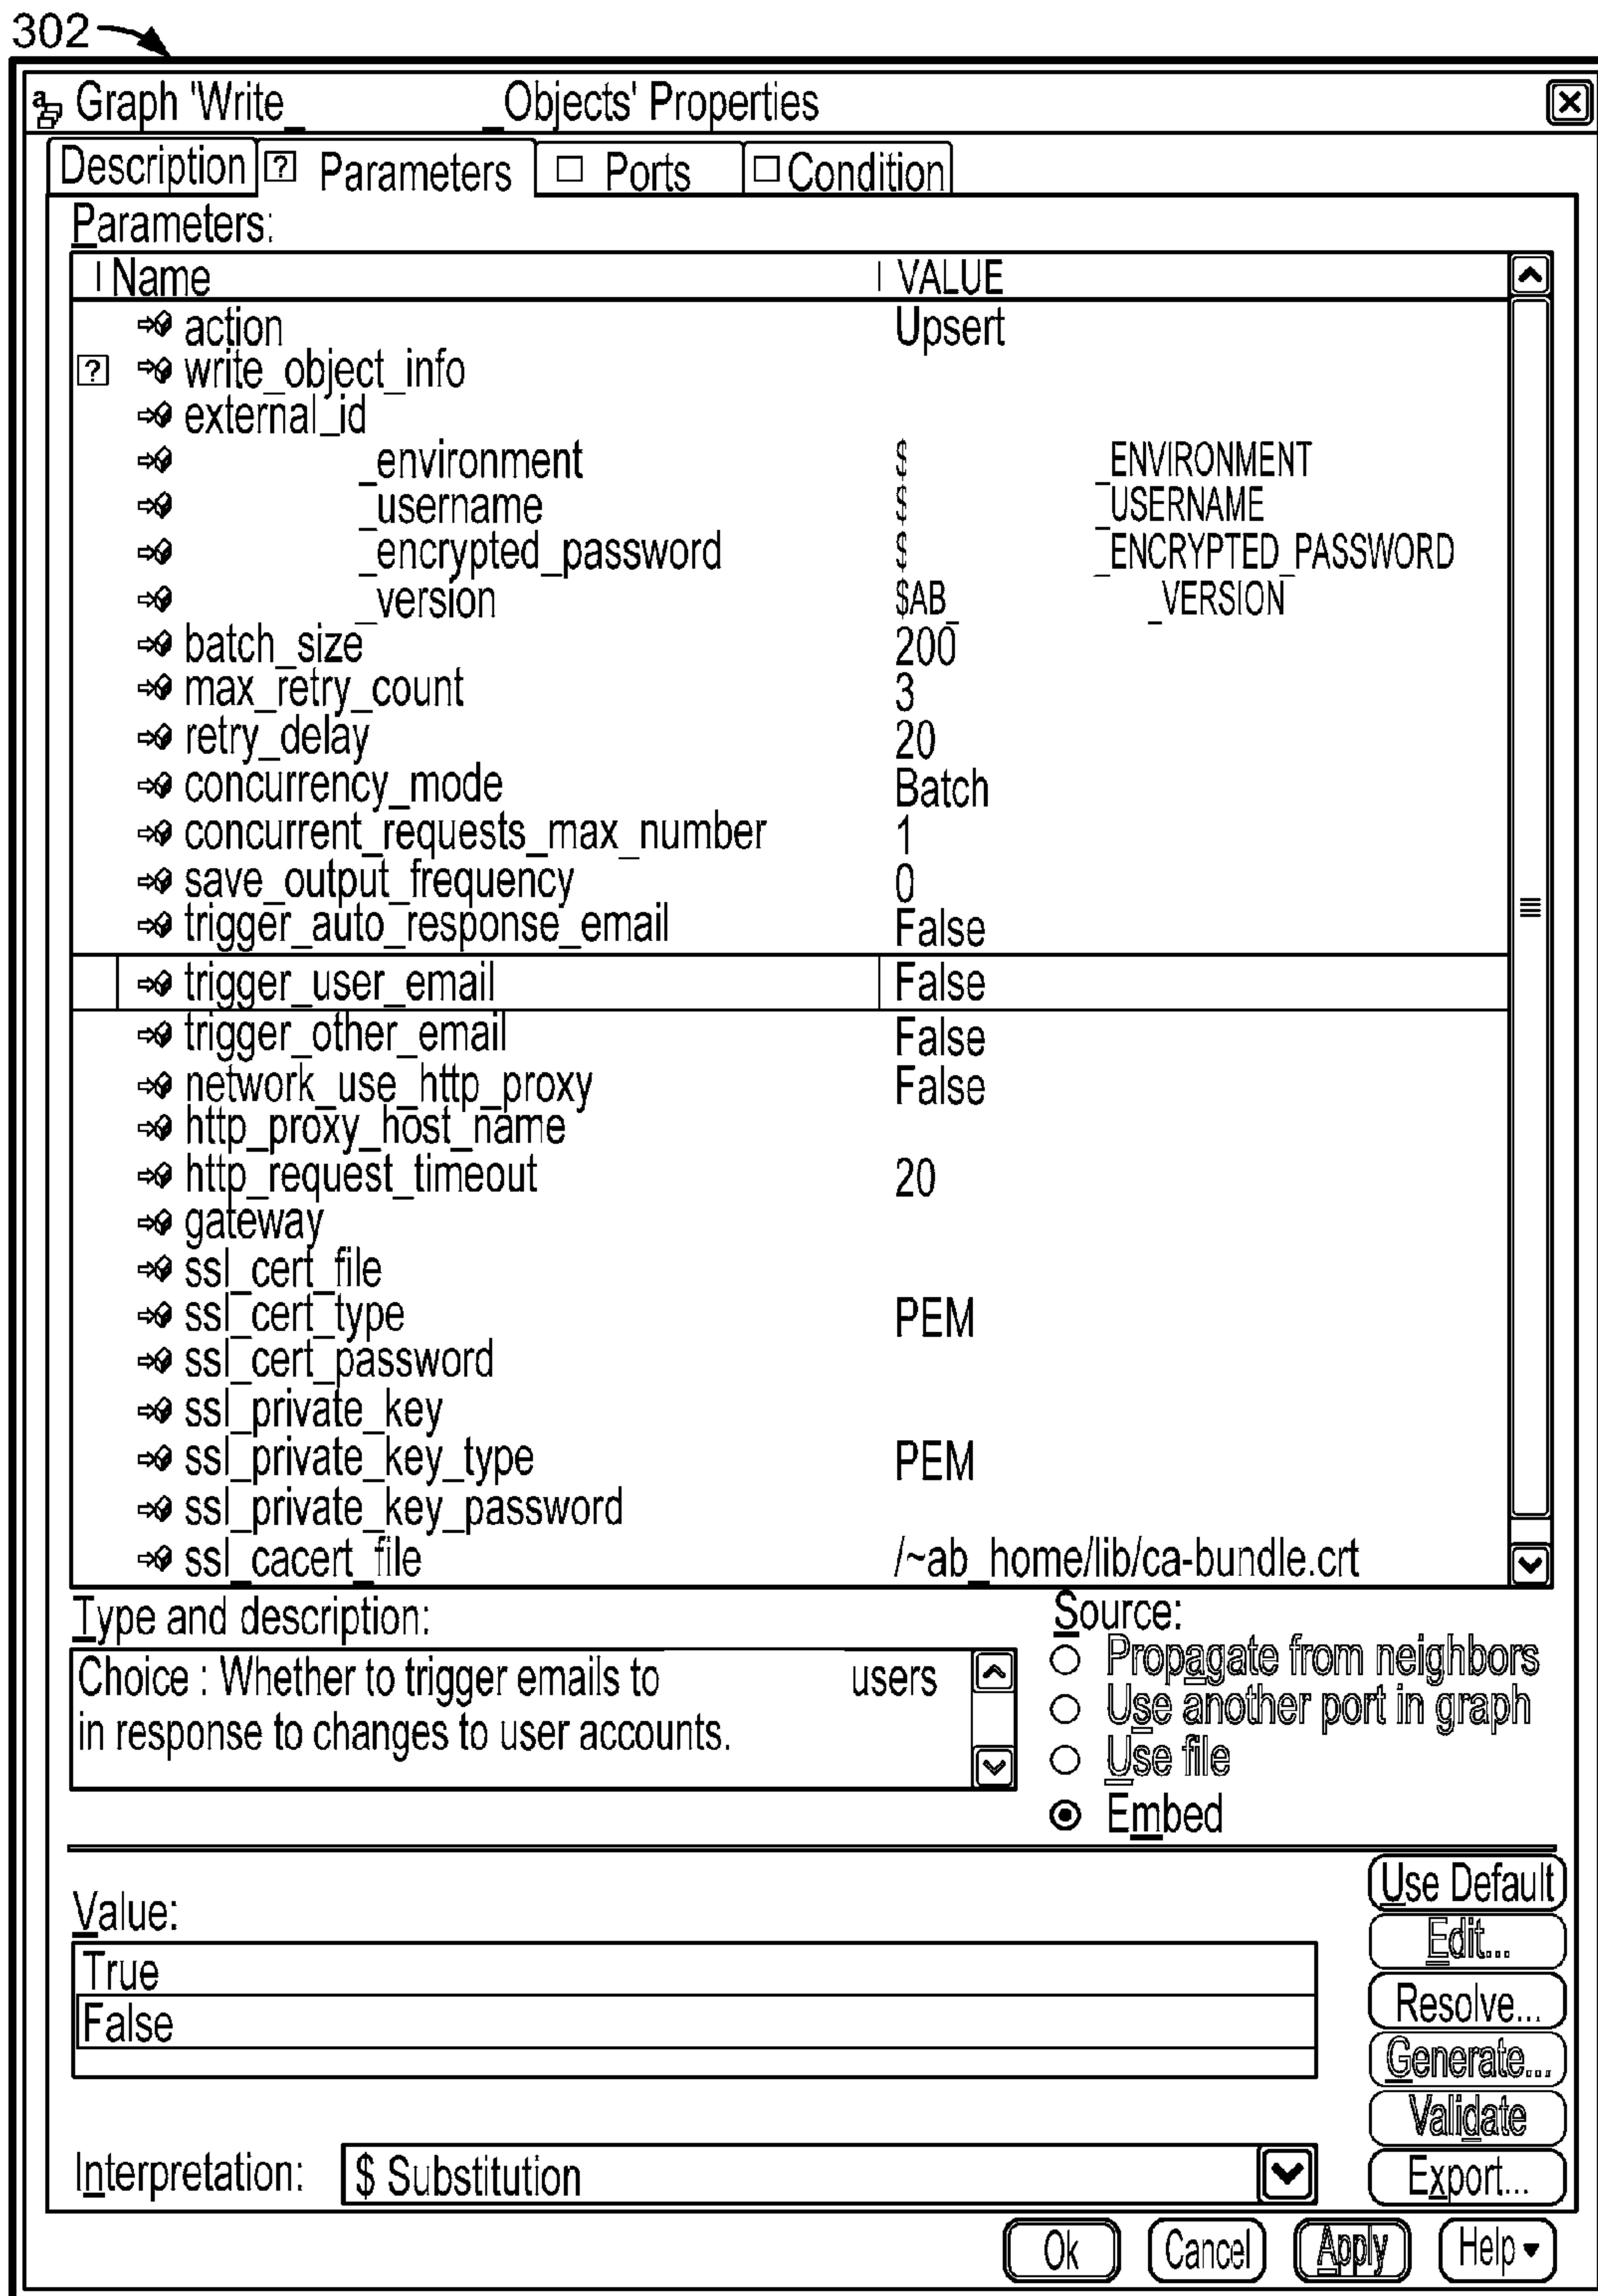 302
Graph 'Write_ _Objects' Properties
Description ? Parameters Ports Condition
Parameters:
Name VALUE
action Upsert
? write_object_info
external_id
_environment $ _ENVIRONMENT
_username $ _USERNAME
_encrypted_password $ _ENCRYPTED_PASSWORD
_version $AB_ _VERSION
batch_size 200
max_retry_count 3
retry_delay 20
concurrency_mode Batch
concurrent_requests_max_number 1
save_output_frequency 0
trigger_auto_response_email False
trigger_user_email False
trigger_other_email False
network_use_http_proxy False
http_proxy_host_name
http_request_timeout 20
gateway
ssl_cert_file
ssl_cert_type PEM
ssl_cert_password
ssl_private_key
ssl_private_key_type PEM
ssl_private_key_password
ssl_cacert_file /~ab_home/lib/ca-bundle.crt
Type and description:
Choice : Whether to trigger emails to users
in response to changes to user accounts.
Source:
Propagate from neighbors
Use another port in graph
Use file
Embed
Value:
True
False
Use Default
Edit...
Resolve...
Generate...
Validate
Export...
Interpretation: $ Substitution
Ok Cancel Apply Help